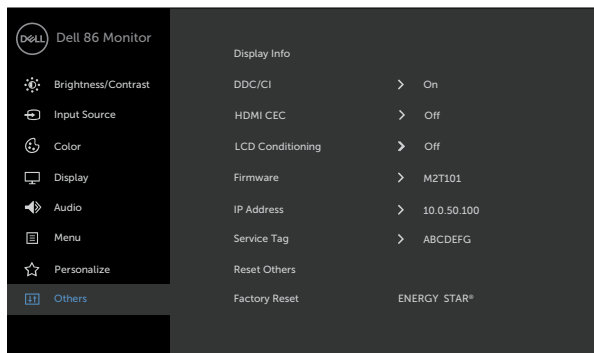 DELL
Dell 86 Monitor
Brightness/Contrast
Input Source
Color
Display
Audio
Menu
Personalize
Others
Display Info
DDC/CI > On
HDMI CEC > Off
LCD Conditioning > Off
Firmware > M2T101
IP Address > 10.0.50.100
Service Tag > ABCDEFG
Reset Others
Factory Reset ENERGY STAR®